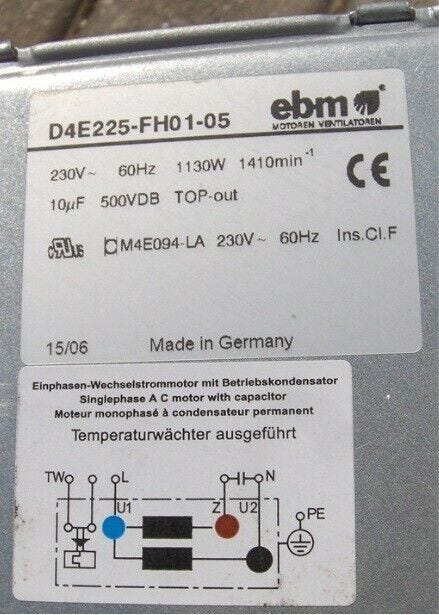 ebm
MOTOREN VENTILATOREN
D4E225-FH01-05
230V~ 60Hz 1130W 1410min⁻¹
10µF 500VDB TOP-out
CE
M4E094-LA 230V~ 60Hz Ins.Cl.F
15/06 Made in Germany
Einphasen-Wechselstrommotor mit Betriebskondensator
Singlephase A C motor with capacitor
Moteur monophasé à condensateur permanent
Temperaturwächter ausgeführt
TW L N
U1 Z U2 PE